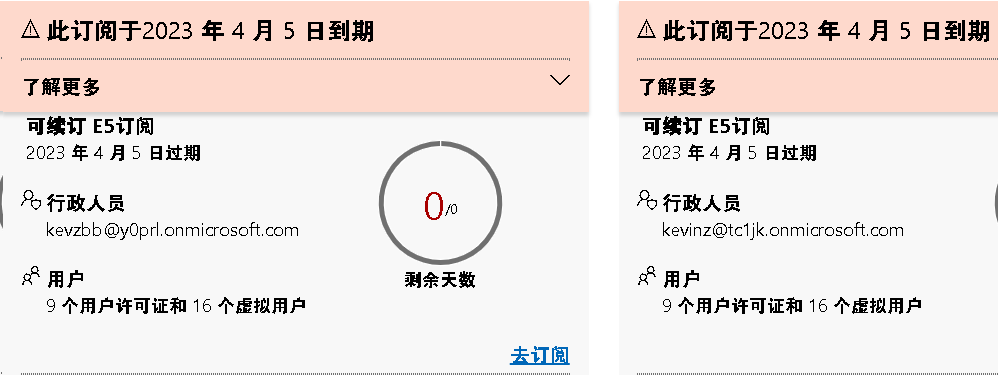 此订阅于2023 年 4 月 5 日到期
了解更多
可续订 E5订阅
2023 年 4 月 5 日过期
行政人员
kevzbb@y0prl.onmicrosoft.com
0/0
剩余天数
用户
9 个用户许可证和 16 个虚拟用户
去订阅
此订阅于2023 年 4 月 5 日到期
了解更多
可续订 E5订阅
2023 年 4 月 5 日过期
行政人员
kevinz@tc1jk.onmicrosoft.com
用户
9 个用户许可证和 16 个虚拟用户